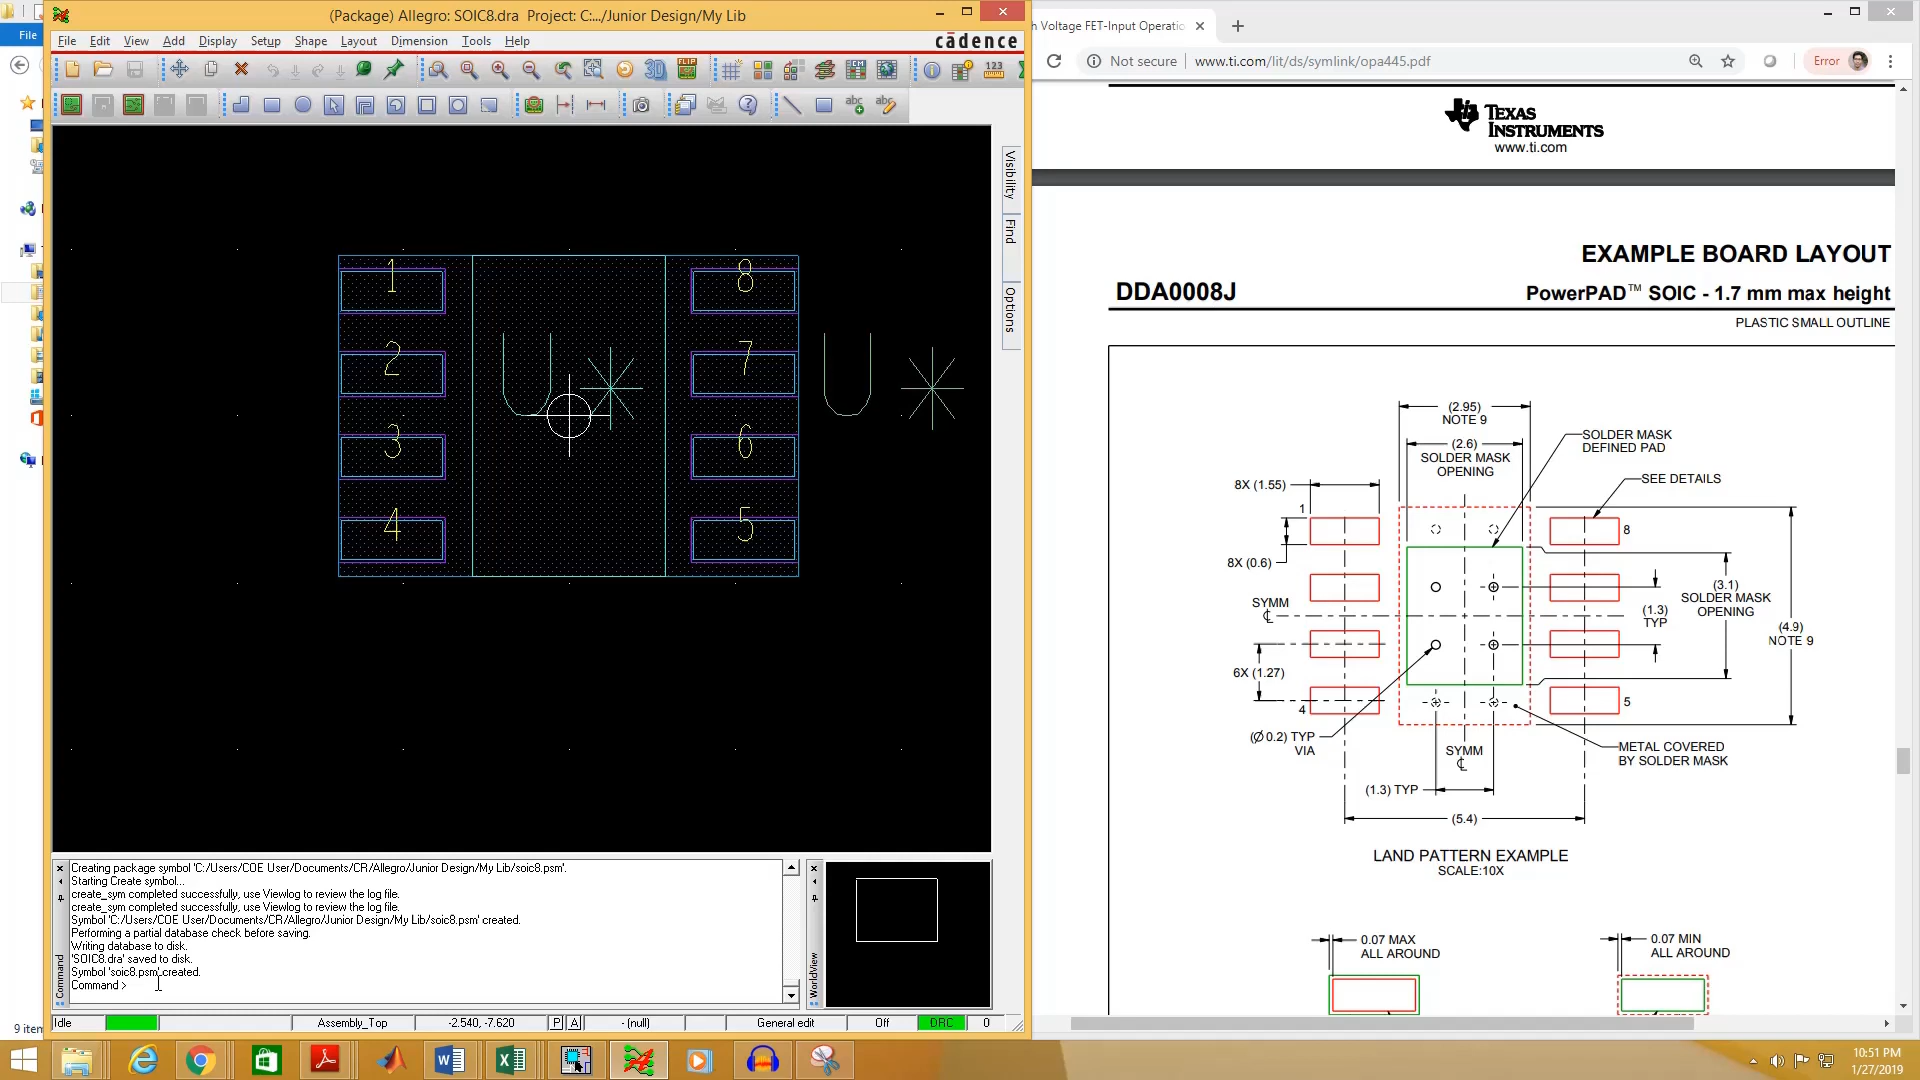 File
(Package) Allegro: SOIC8.dra  Project: C:.../Junior Design/My Lib
File Edit View Add Display Setup Shape Layout Dimension Tools Help
cādence
FLIP
3D
123
abc
abc
Visibility
Find
Options
1
8
2
7
U*
U*
3
6
4
5
Creating package symbol 'C:/Users/COE User/Documents/CR/Allegro/Junior Design/My Lib/soic8.psm'.
Starting Create symbol...
create_sym completed successfully, use Viewlog to review the log file.
create_sym completed successfully, use Viewlog to review the log file.
Symbol 'C:/Users/COE User/Documents/CR/Allegro/Junior Design/My Lib/soic8.psm' created.
Performing a partial database check before saving.
Writing database to disk.
'SOIC8.dra' saved to disk.
Symbol 'soic8.psm' created.
Command >
Command
WorldView
Idle
Assembly_Top
-2.540, -7.620
P
A
- (null)
General edit
Off
DRC
0
9 item
h Voltage FET-Input Operatio
Not secure
www.ti.com/lit/ds/symlink/opa445.pdf
Error
TEXAS
INSTRUMENTS
www.ti.com
EXAMPLE BOARD LAYOUT
DDA0008J
PowerPAD™ SOIC - 1.7 mm max height
PLASTIC SMALL OUTLINE
(2.95)
NOTE 9
(2.6)
SOLDER MASK
OPENING
SOLDER MASK
DEFINED PAD
SEE DETAILS
8X (1.55)
1
8
8X (0.6)
SYMM
℄
(1.3)
TYP
(3.1)
SOLDER MASK
OPENING
(4.9)
NOTE 9
6X (1.27)
4
5
(Ø 0.2) TYP
VIA
SYMM
℄
METAL COVERED
BY SOLDER MASK
(1.3) TYP
(5.4)
LAND PATTERN EXAMPLE
SCALE:10X
0.07 MAX
ALL AROUND
0.07 MIN
ALL AROUND
10:51 PM
1/27/2019